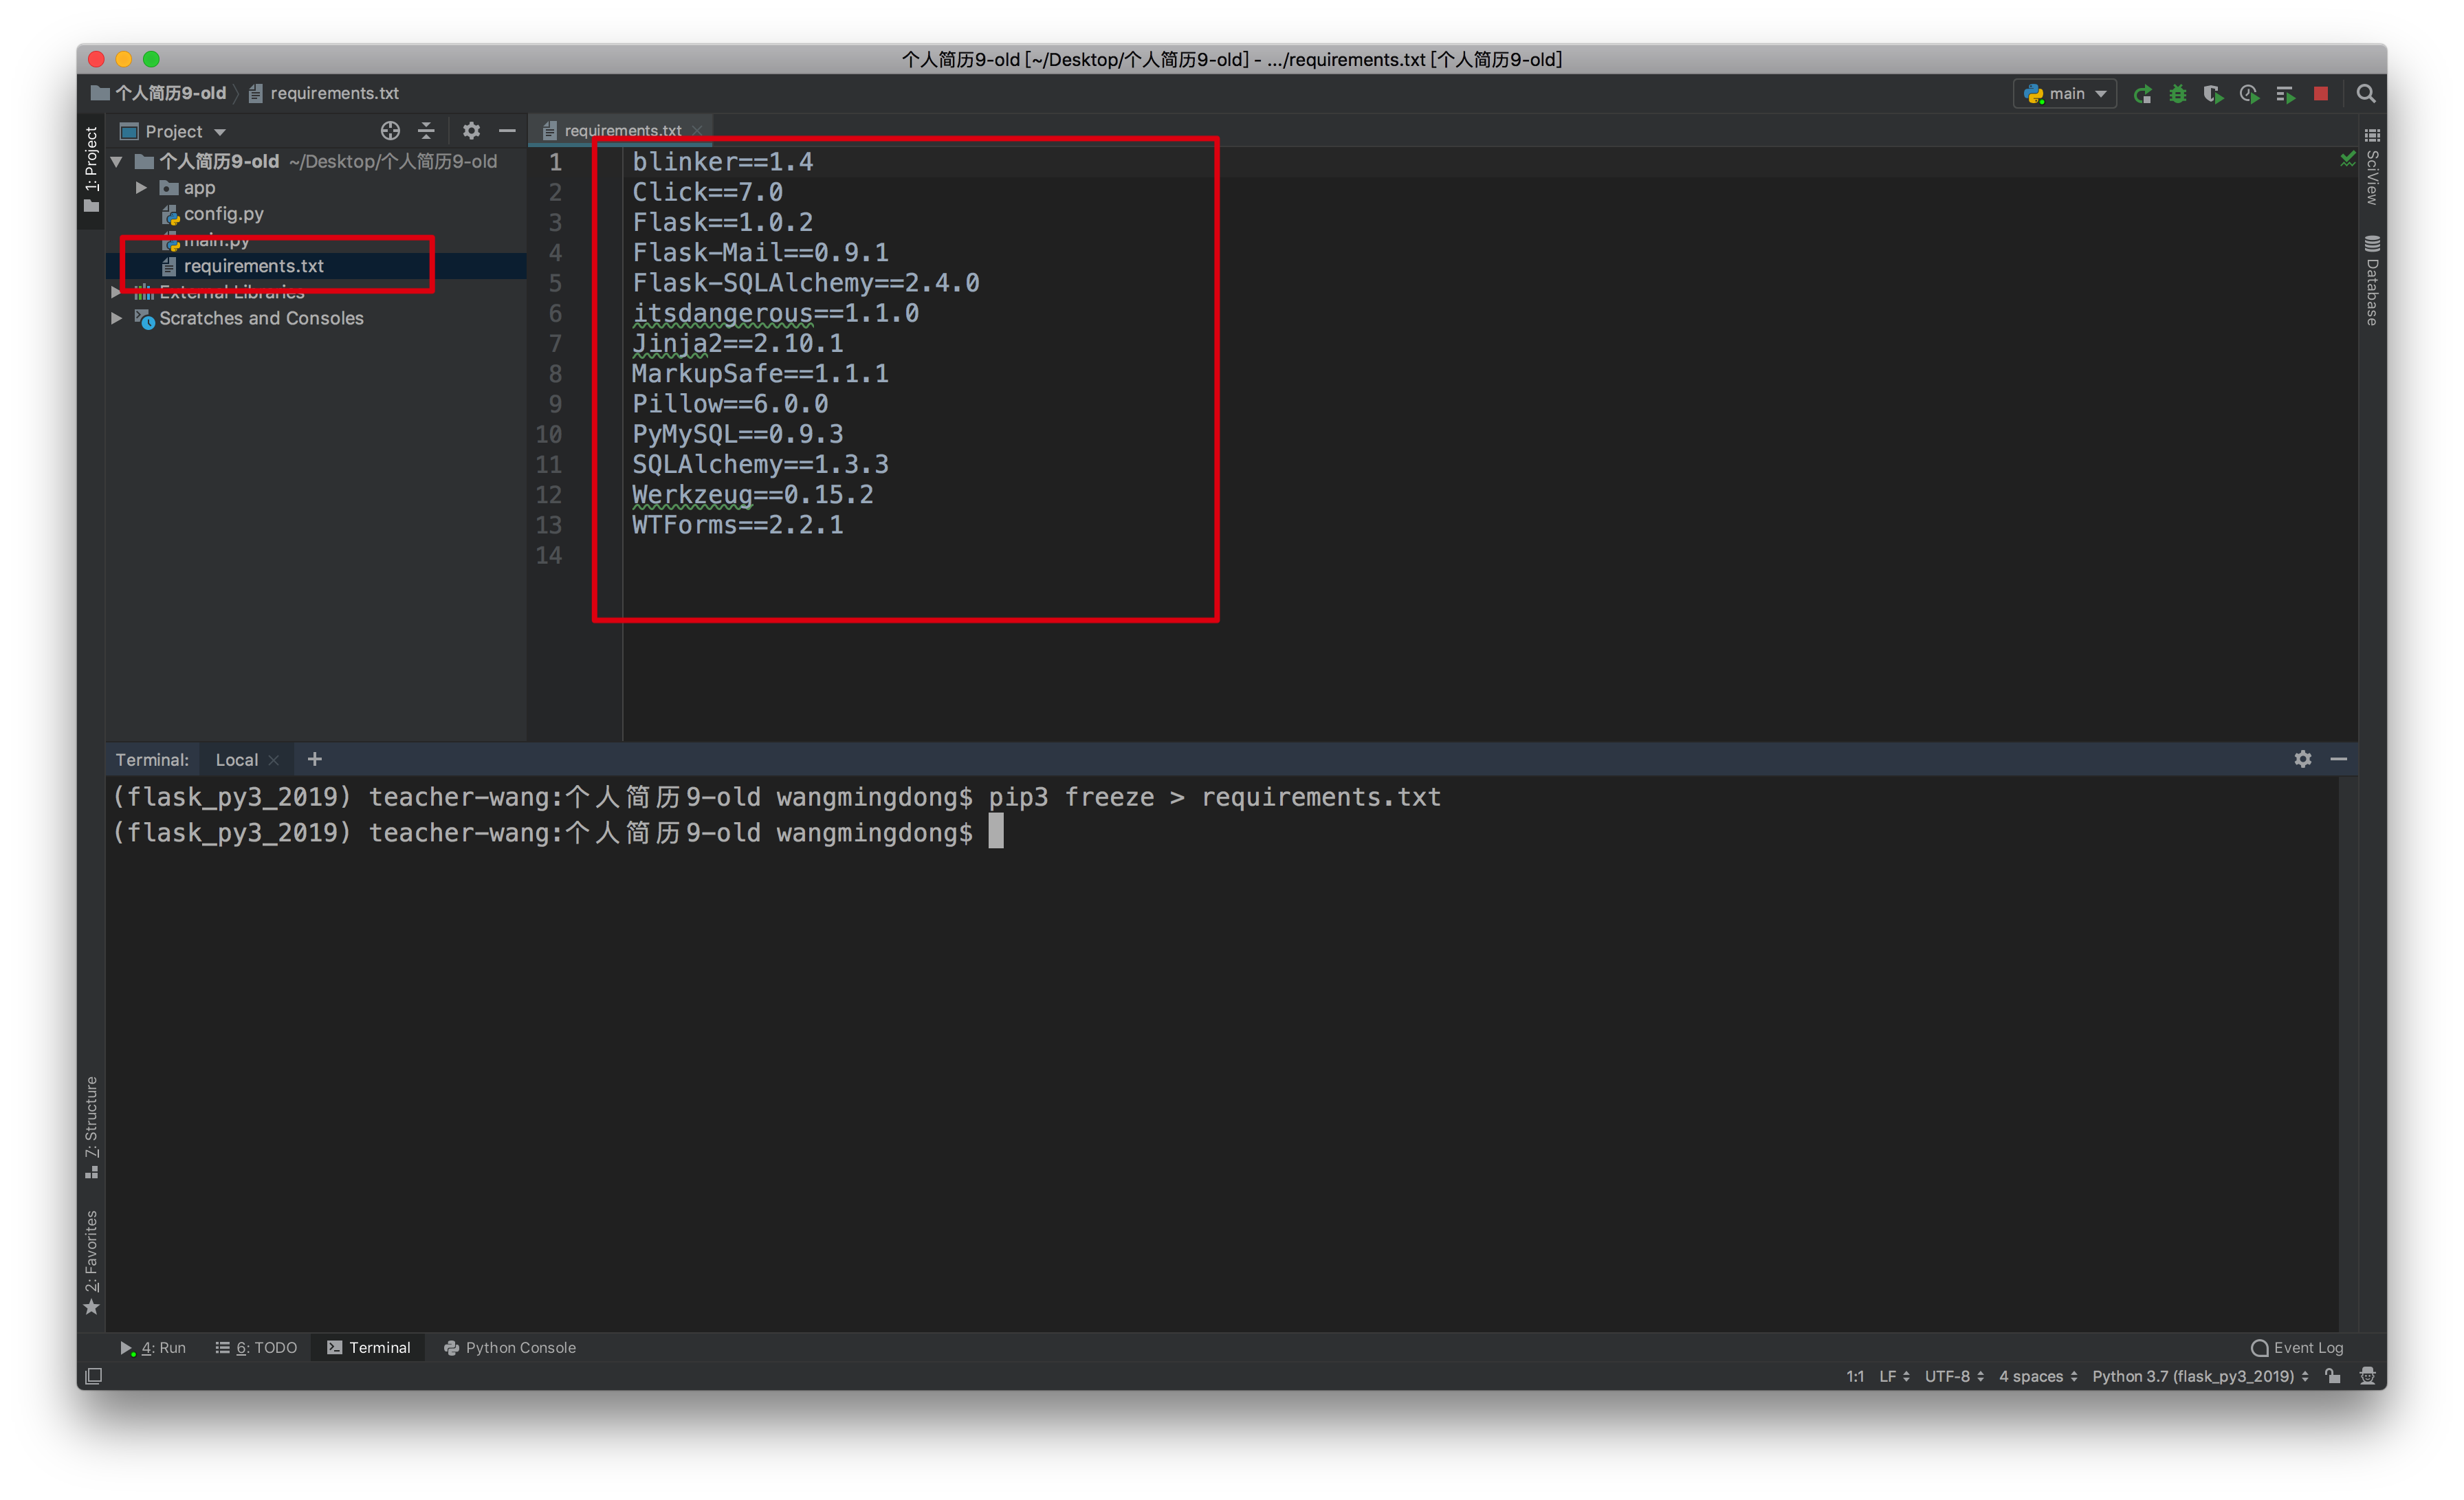 个人简历9-old [~/Desktop/个人简历9-old] - .../requirements.txt [个人简历9-old]
个人简历9-old
requirements.txt
main
1: Project
Project
requirements.txt
个人简历9-old ~/Desktop/个人简历9-old
app
config.py
main.py
requirements.txt
External Libraries
Scratches and Consoles
1 blinker==1.4
2 Click==7.0
3 Flask==1.0.2
4 Flask-Mail==0.9.1
5 Flask-SQLAlchemy==2.4.0
6 itsdangerous==1.1.0
7 Jinja2==2.10.1
8 MarkupSafe==1.1.1
9 Pillow==6.0.0
10 PyMySQL==0.9.3
11 SQLAlchemy==1.3.3
12 Werkzeug==0.15.2
13 WTForms==2.2.1
14
SciView
Database
Terminal: Local +
(flask_py3_2019) teacher-wang:个人简历9-old wangmingdong$ pip3 freeze > requirements.txt
(flask_py3_2019) teacher-wang:个人简历9-old wangmingdong$
7: Structure
2: Favorites
4: Run
6: TODO
Terminal
Python Console
Event Log
1:1 LF UTF-8 4 spaces Python 3.7 (flask_py3_2019)